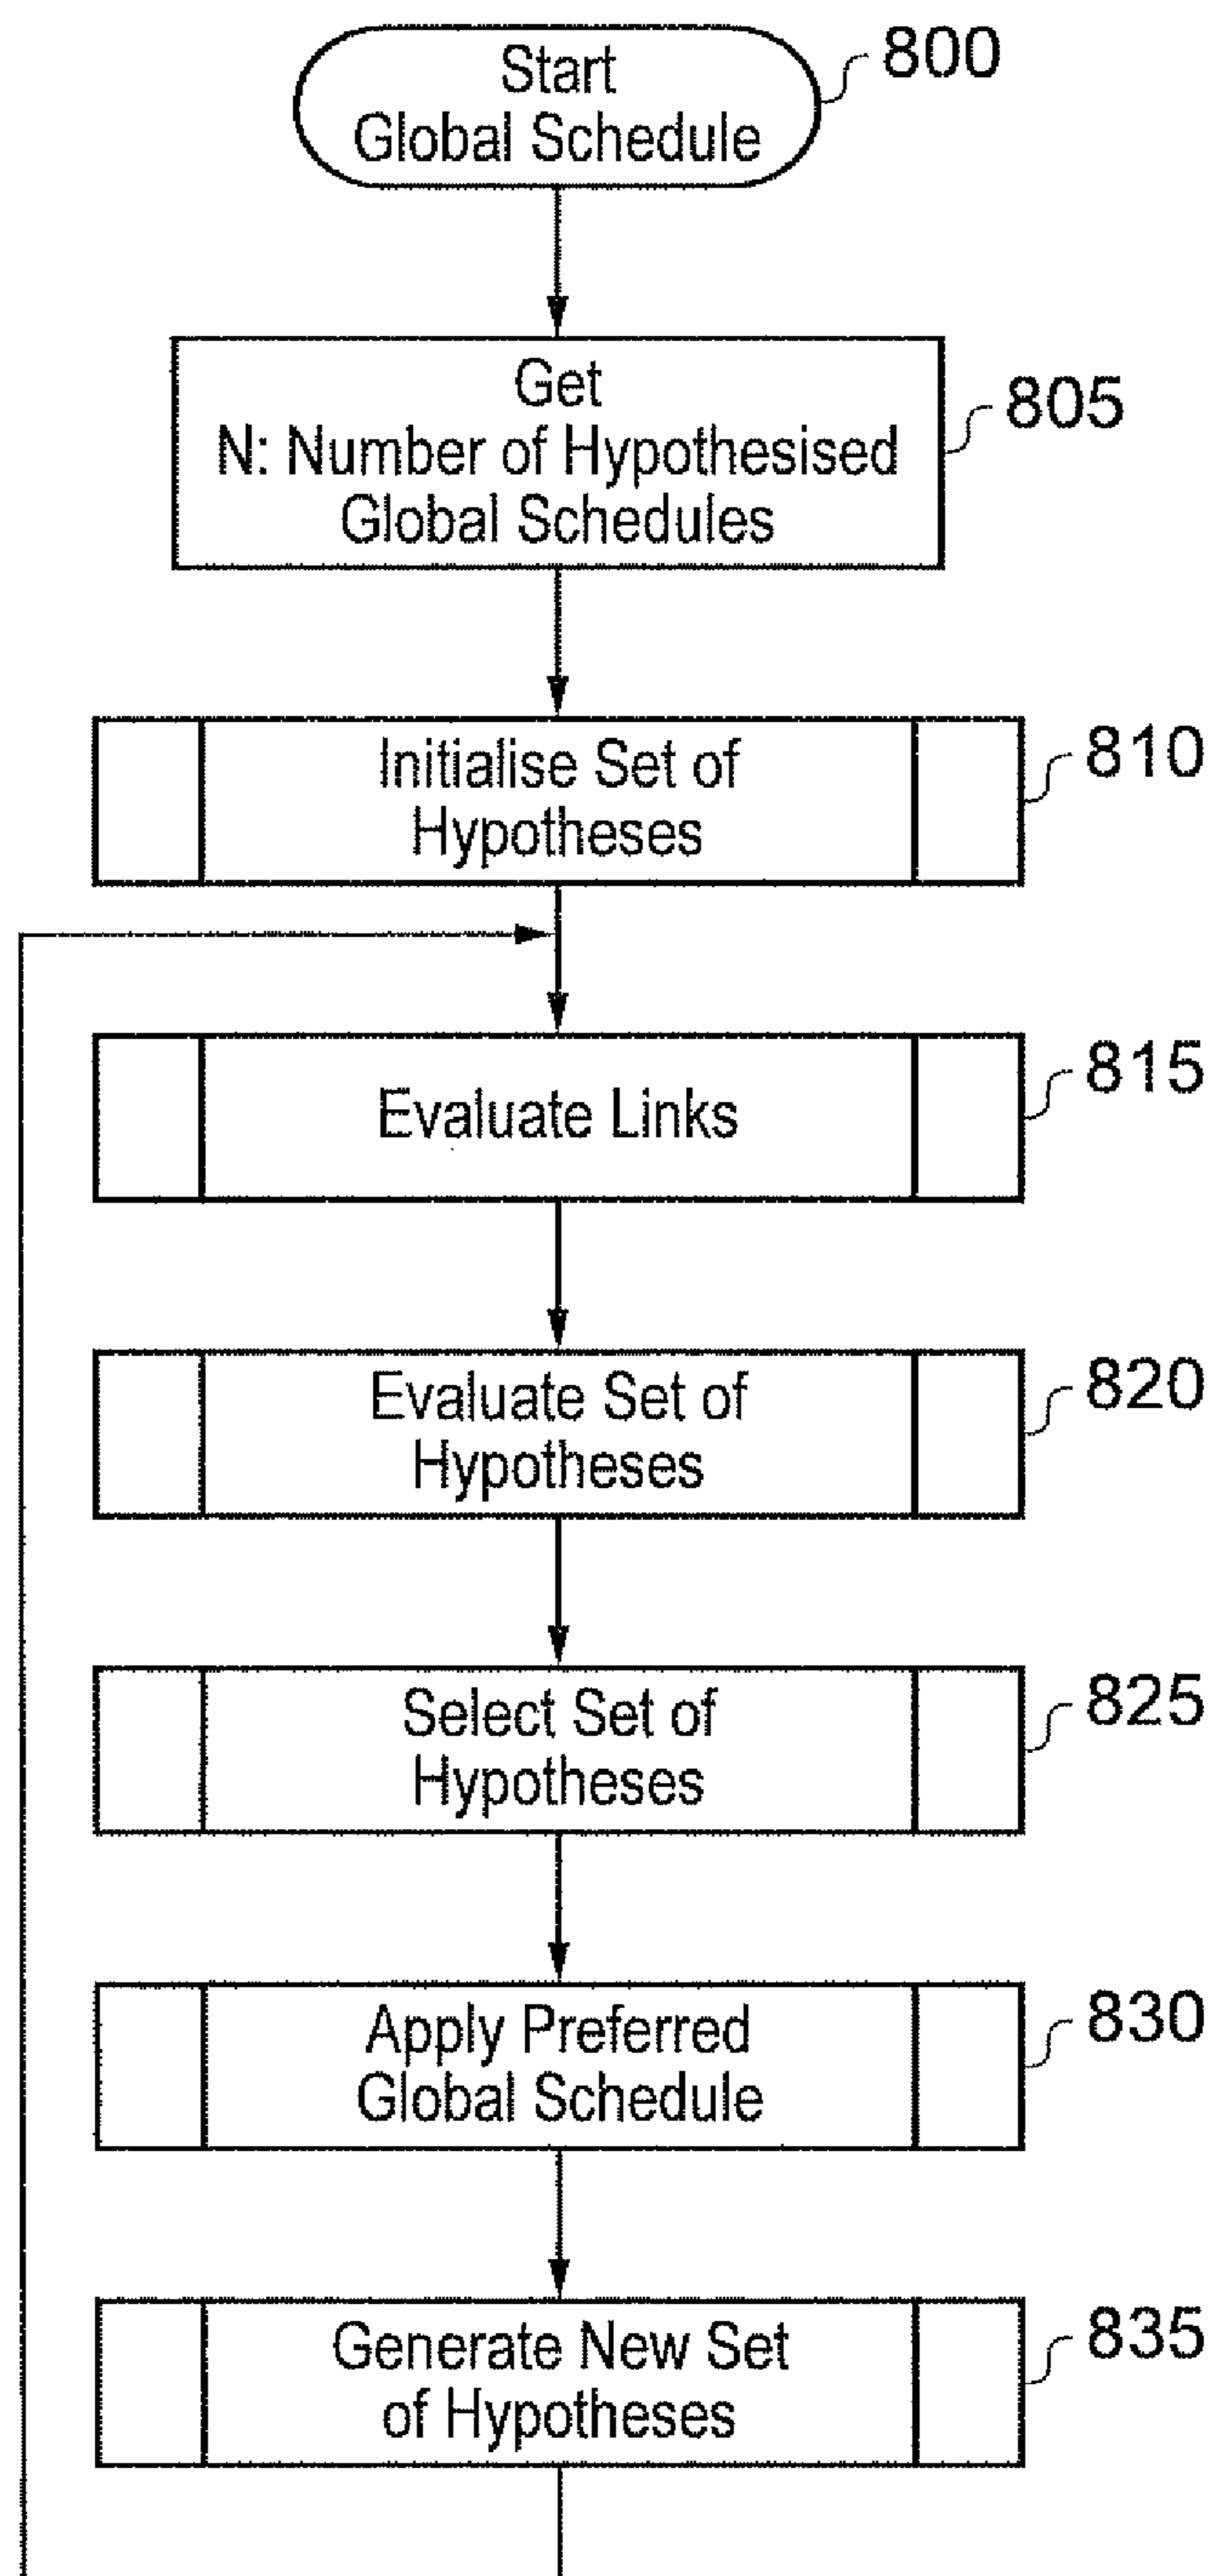 Start
Global Schedule
800
Get
N: Number of Hypothesised
Global Schedules
805
Initialise Set of
Hypotheses
810
Evaluate Links
815
Evaluate Set of
Hypotheses
820
Select Set of
Hypotheses
825
Apply Preferred
Global Schedule
830
Generate New Set
of Hypotheses
835